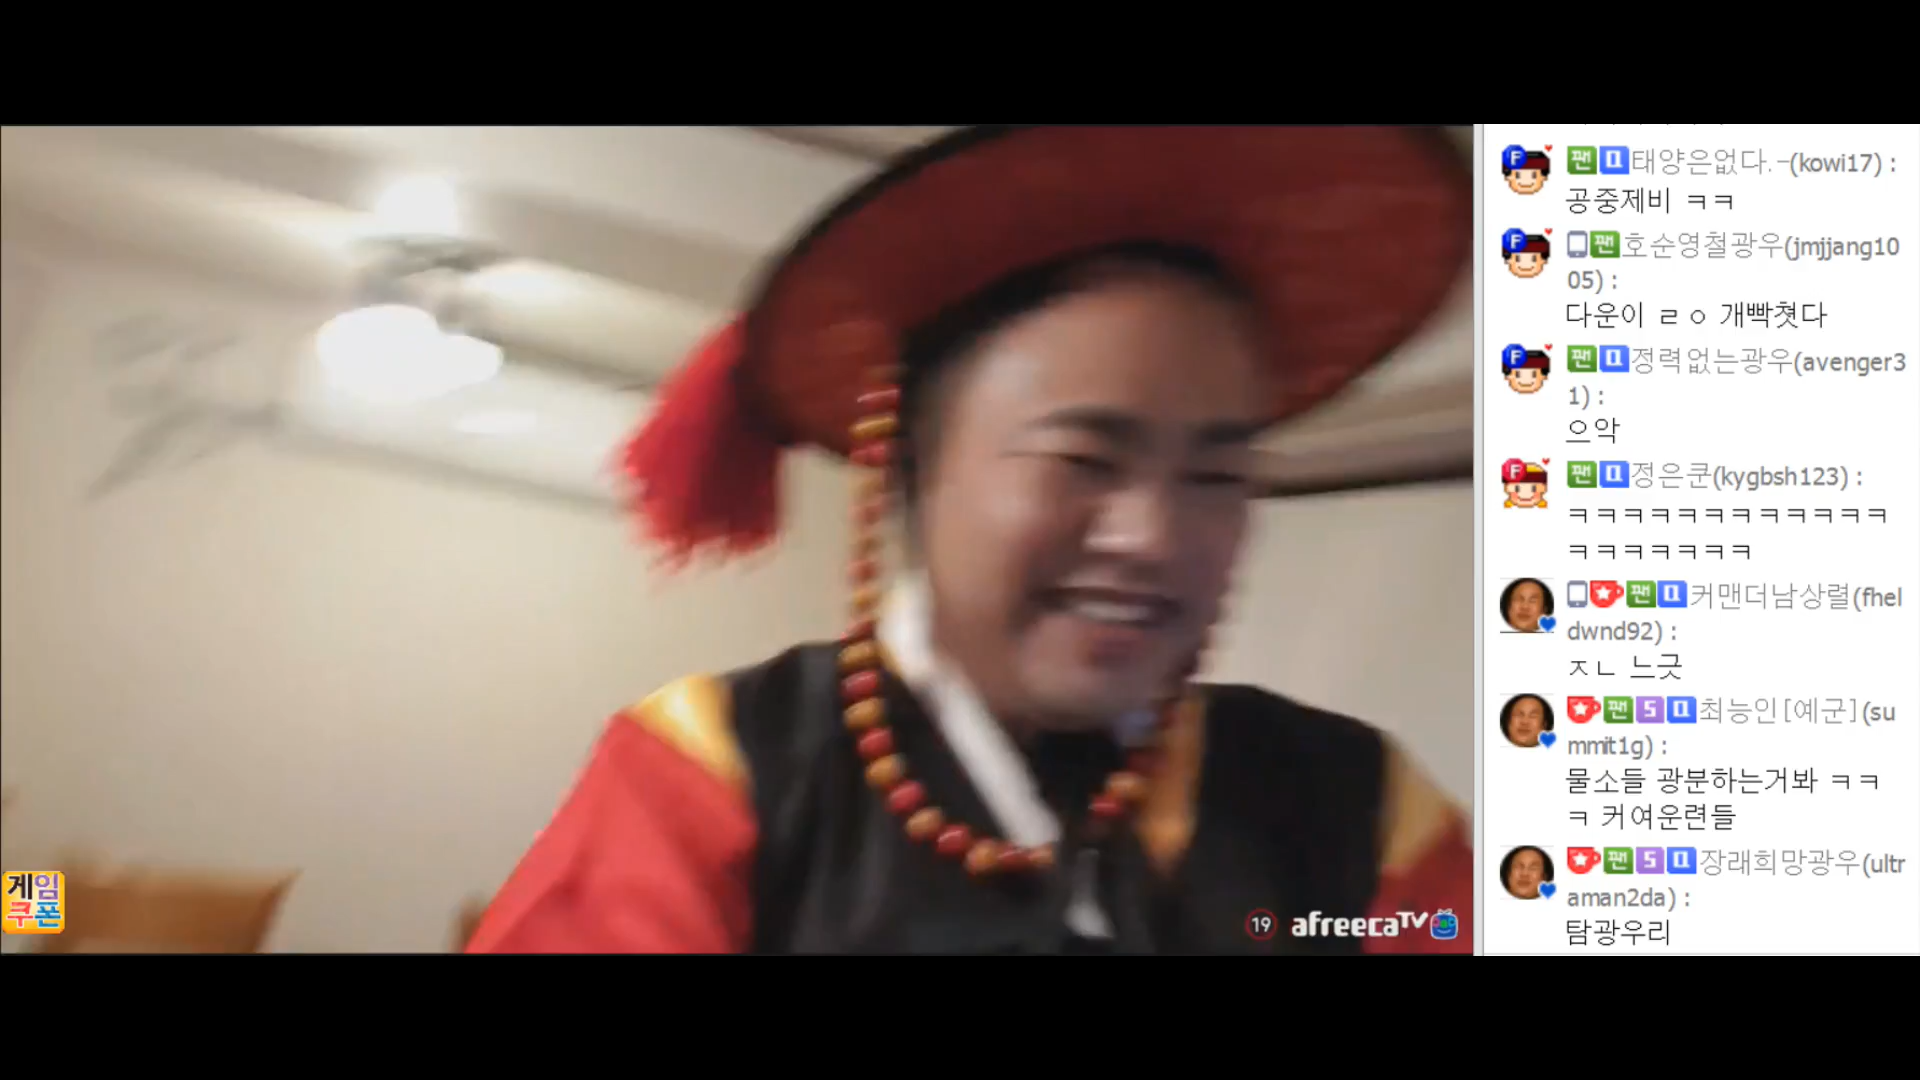 팬 태양은없다.-(kowi17) :
공중제비 ㅋㅋ
팬 호순영철광우(jmjjang10
05) :
다운이 ㄹㅇ 개빡쳣다
팬 정력없는광우(avenger3
1) :
으악
팬 정은쿤(kygbsh123) :
ㅋㅋㅋㅋㅋㅋㅋㅋㅋㅋㅋㅋ
ㅋㅋㅋㅋㅋㅋㅋ
팬 커맨더남상렬(fhel
dwnd92) :
ㅈㄴ 느긋
팬 S 최능인[예군](su
mmit1g) :
물소들 광분하는거봐 ㅋㅋ
ㅋ 커여운련들
팬 S 장래희망광우(ultr
aman2da) :
탐광우리
게임
쿠폰
19 afreecaTV